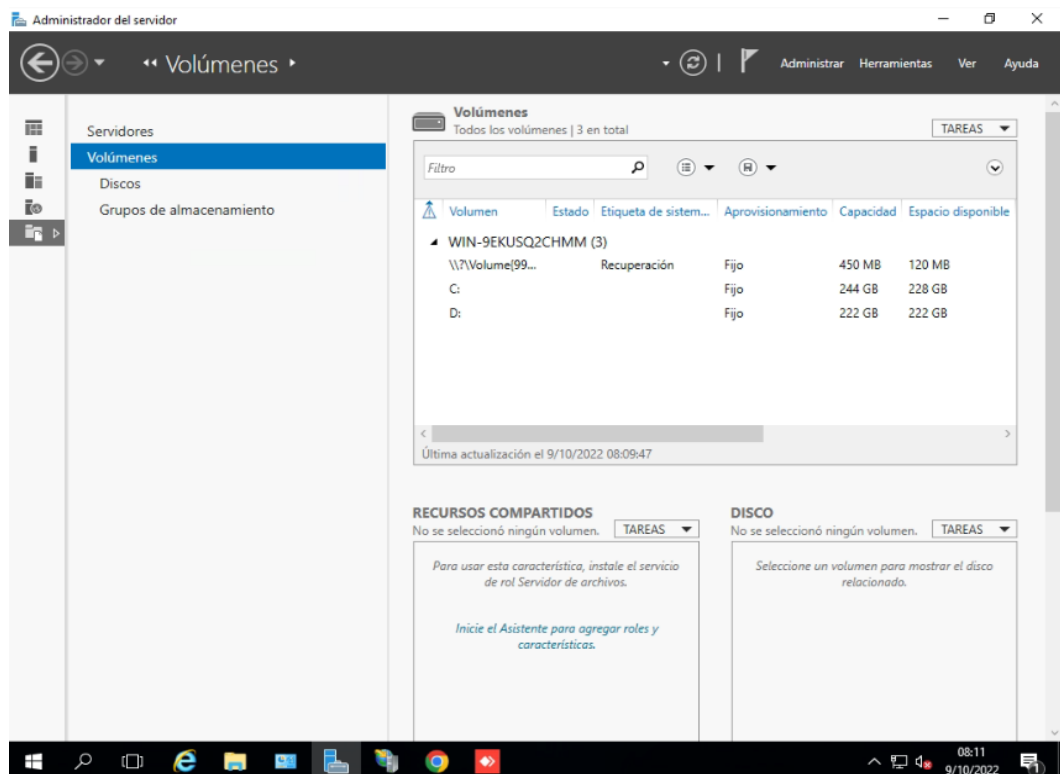 Administrador del servidor
Volúmenes
Administrar Herramientas Ver Ayuda
Servidores
Volúmenes
Discos
Grupos de almacenamiento
Volúmenes
Todos los volúmenes | 3 en total
TAREAS
Filtro
Volumen Estado Etiqueta de sistem... Aprovisionamiento Capacidad Espacio disponible
WIN-9EKUSQ2CHMM (3)
\\?\Volume{99... Recuperación Fijo 450 MB 120 MB
C: Fijo 244 GB 228 GB
D: Fijo 222 GB 222 GB
Última actualización el 9/10/2022 08:09:47
RECURSOS COMPARTIDOS
No se seleccionó ningún volumen. TAREAS
Para usar esta característica, instale el servicio
de rol Servidor de archivos.
Inicie el Asistente para agregar roles y
características.
DISCO
No se seleccionó ningún volumen. TAREAS
Seleccione un volumen para mostrar el disco
relacionado.
08:11
9/10/2022
1